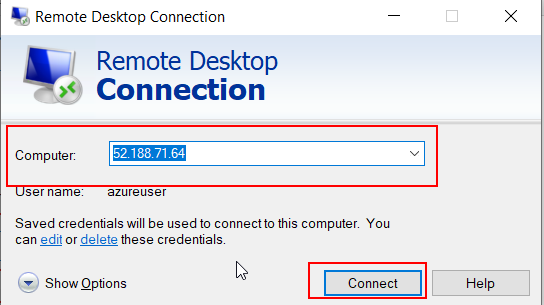 Remote Desktop Connection
Remote Desktop
Connection
Computer: 52.188.71.64
User name: azureuser
Saved credentials will be used to connect to this computer. You
can edit or delete these credentials.
Show Options Connect Help